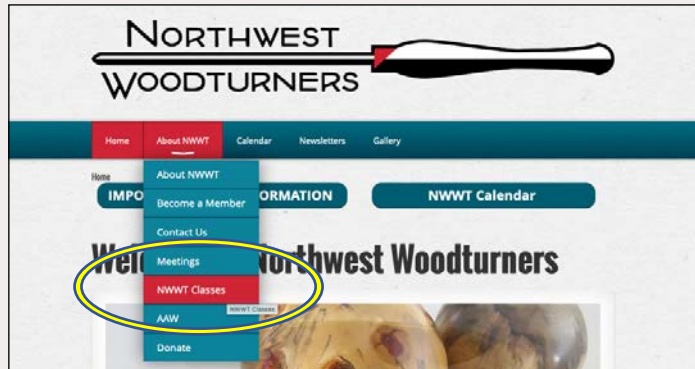 NORTHWEST
WOODTURNERS
Home About NWWT Calendar Newsletters Gallery
Home
About NWWT
IMPO ORMATION NWWT Calendar
Become a Member
Contact Us
Wel Northwest Woodturners
Meetings
NWWT Classes
NWWT Classes
AAW
Donate